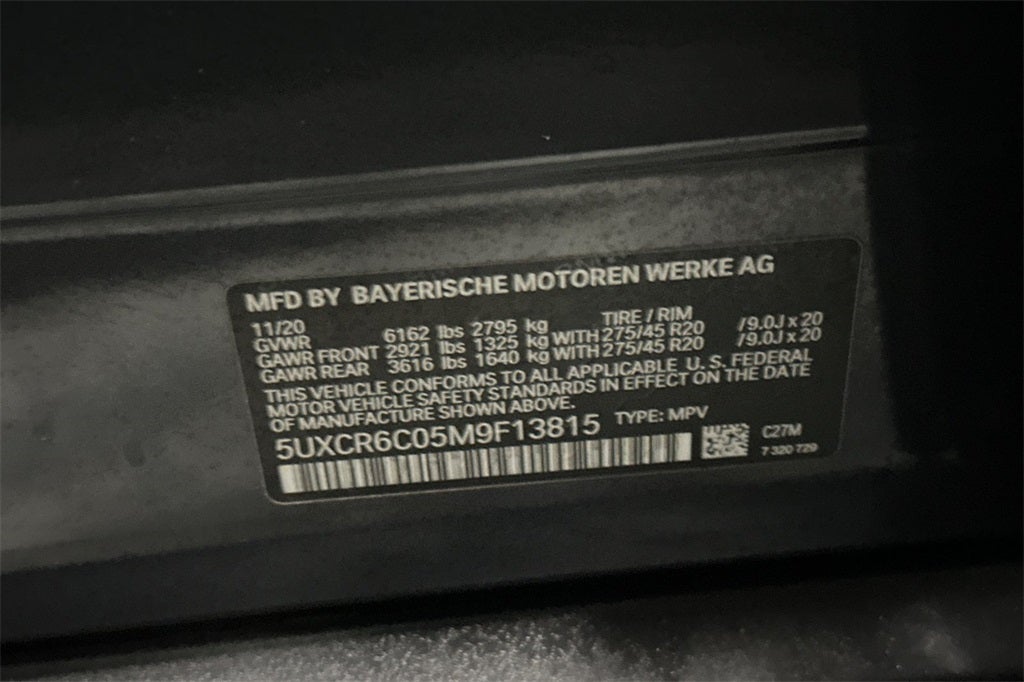 MFD BY BAYERISCHE MOTOREN WERKE AG
11/20 TIRE / RIM
GVWR 6162 lbs 2795 kg
GAWR FRONT 2921 lbs 1325 kg WITH 275/45 R20 /9.0J x 20
GAWR REAR 3616 lbs 1640 kg WITH 275/45 R20 /9.0J x 20
THIS VEHICLE CONFORMS TO ALL APPLICABLE U.S. FEDERAL
MOTOR VEHICLE SAFETY STANDARDS IN EFFECT ON THE DATE
OF MANUFACTURE SHOWN ABOVE.
5UXCR6C05M9F13815 TYPE: MPV
C27M
7 320 729